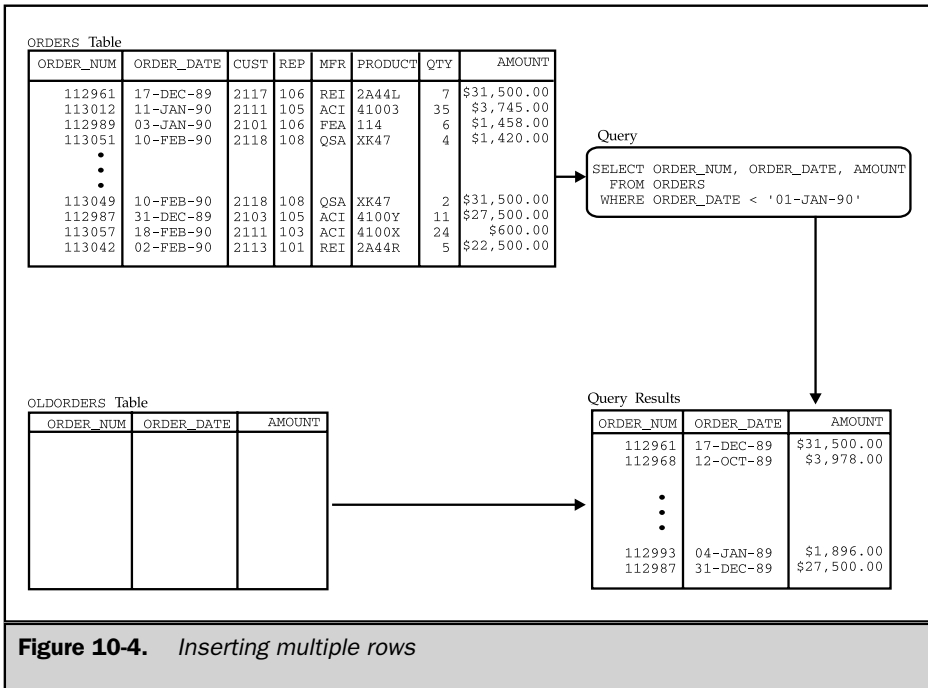 ORDERS Table
ORDER_NUM ORDER_DATE CUST REP MFR PRODUCT QTY AMOUNT
112961 17-DEC-89 2117 106 REI 2A44L 7 $31,500.00
113012 11-JAN-90 2111 105 ACI 41003 35 $3,745.00
112989 03-JAN-90 2101 106 FEA 114 6 $1,458.00
113051 10-FEB-90 2118 108 QSA XK47 4 $1,420.00
113049 10-FEB-90 2118 108 QSA XK47 2 $31,500.00
112987 31-DEC-89 2103 105 ACI 4100Y 11 $27,500.00
113057 18-FEB-90 2111 103 ACI 4100X 24 $600.00
113042 02-FEB-90 2113 101 REI 2A44R 5 $22,500.00
Query
SELECT ORDER_NUM, ORDER_DATE, AMOUNT
FROM ORDERS
WHERE ORDER_DATE < '01-JAN-90'
OLDORDERS Table
ORDER_NUM ORDER_DATE AMOUNT
Query Results
ORDER_NUM ORDER_DATE AMOUNT
112961 17-DEC-89 $31,500.00
112968 12-OCT-89 $3,978.00
112993 04-JAN-89 $1,896.00
112987 31-DEC-89 $27,500.00
Figure 10-4. Inserting multiple rows